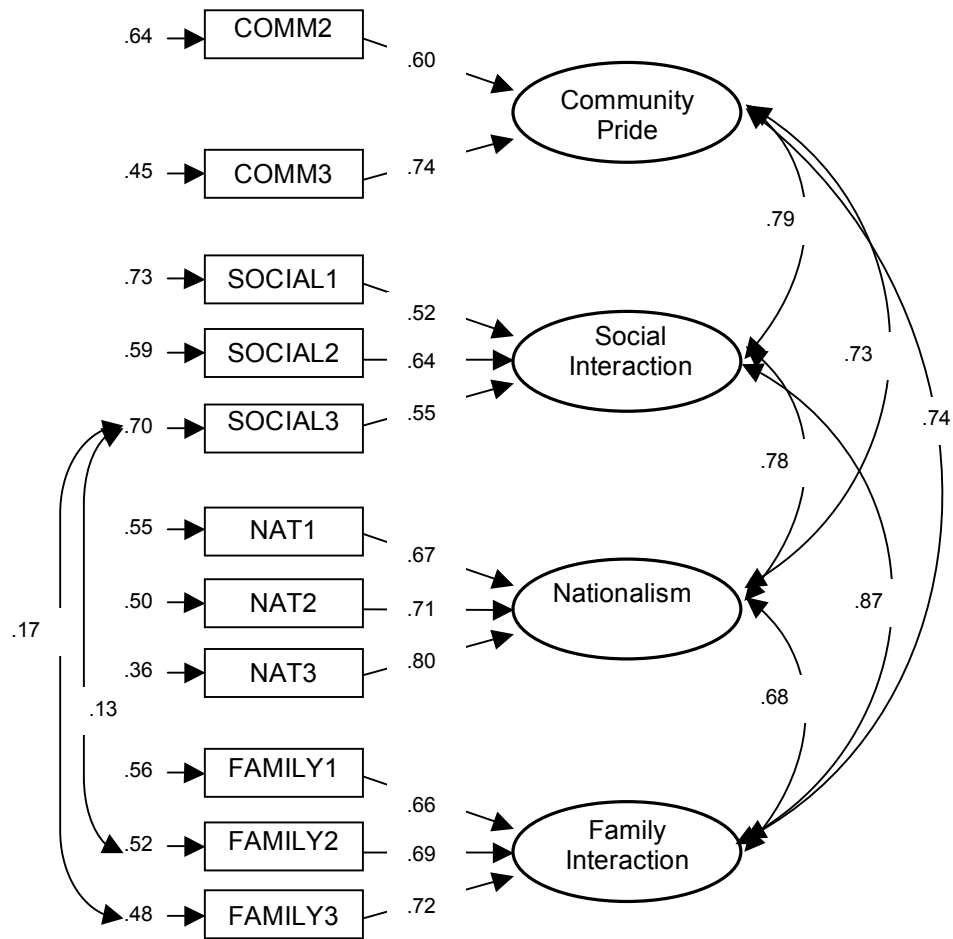 .64
COMM2
.60
Community
Pride
.45
COMM3
.74
.79
.73
SOCIAL1
.52
.59
SOCIAL2
.64
Social
Interaction
.73
.70
SOCIAL3
.55
.74
.78
.55
NAT1
.67
.50
NAT2
.71
Nationalism
.87
.17
.36
NAT3
.80
.13
.68
.56
FAMILY1
.66
.52
FAMILY2
.69
Family
Interaction
.48
FAMILY3
.72